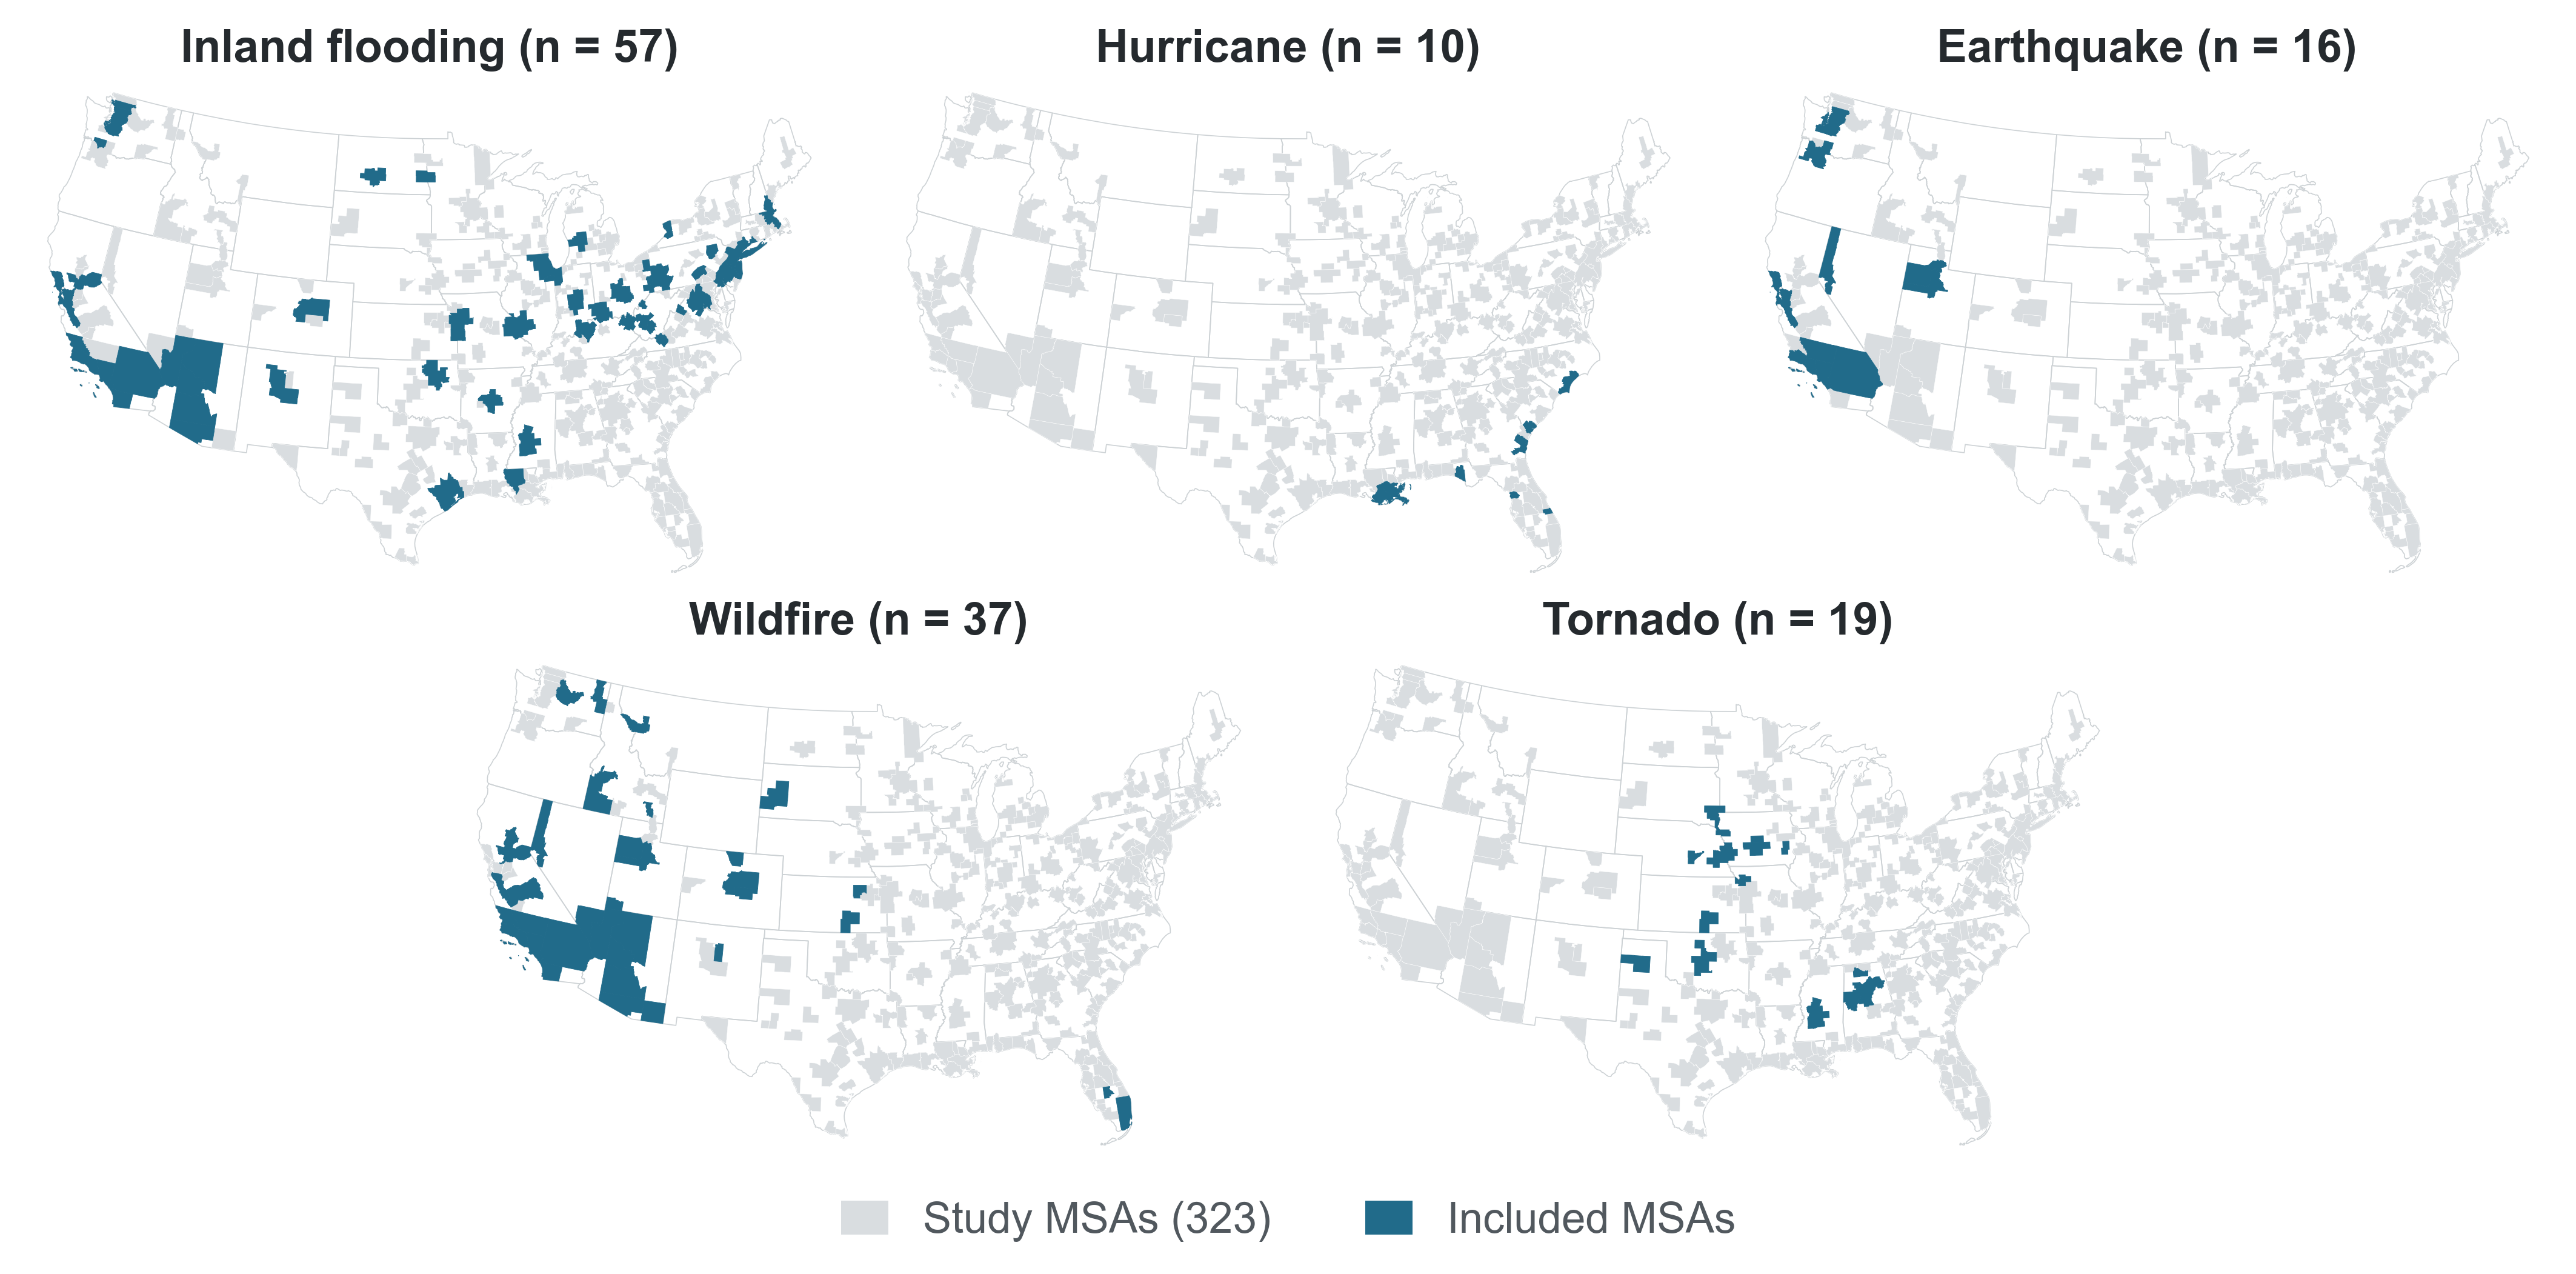 Inland flooding (n = 57)
Hurricane (n = 10)
Earthquake (n = 16)
Wildfire (n = 37)
Tornado (n = 19)
Study MSAs (323)
Included MSAs